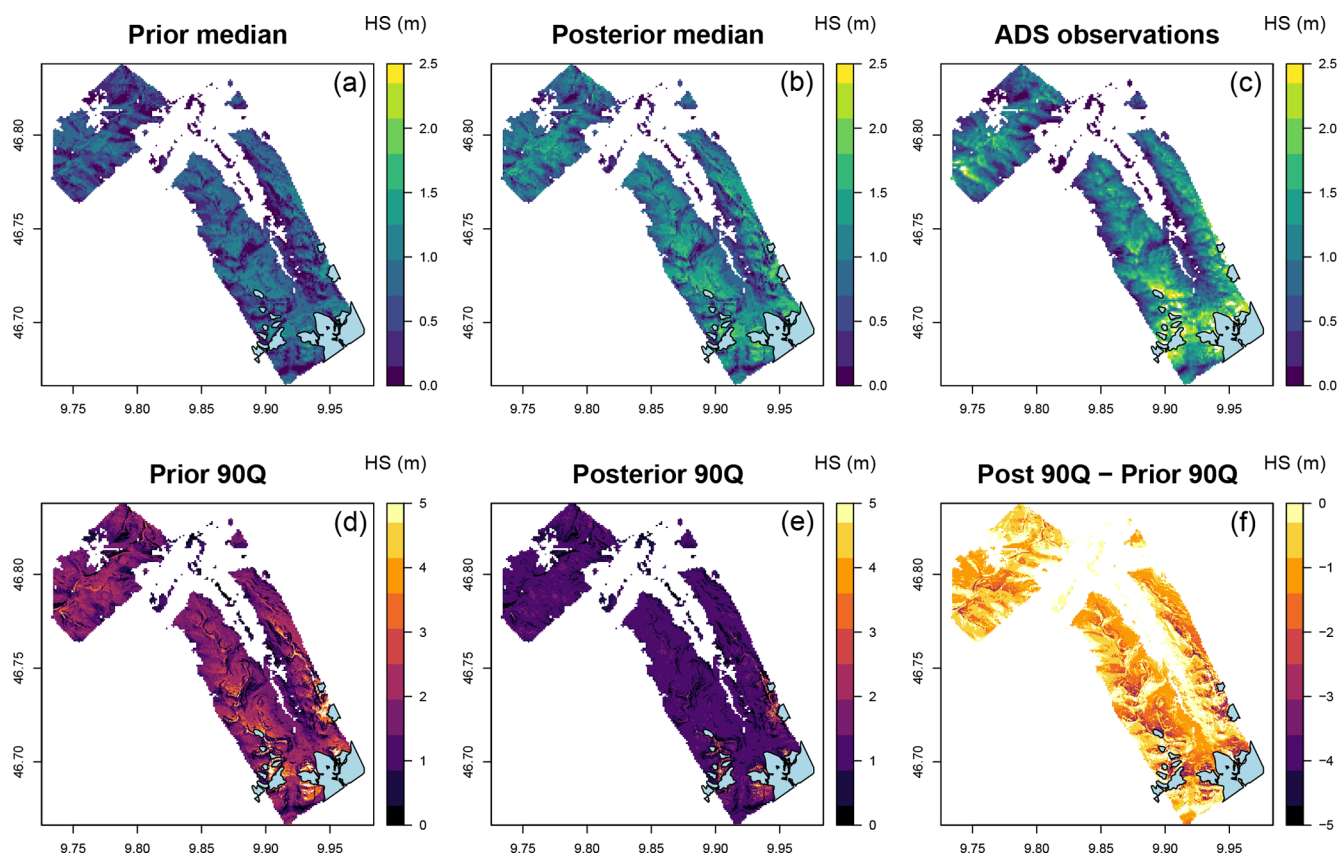 Prior median
HS (m)
(a)
2.5
2.0
1.5
1.0
0.5
0.0
46.80
46.75
46.70
9.75 9.80 9.85 9.90 9.95
Posterior median
HS (m)
(b)
2.5
2.0
1.5
1.0
0.5
0.0
46.80
46.75
46.70
9.75 9.80 9.85 9.90 9.95
ADS observations
HS (m)
(c)
2.5
2.0
1.5
1.0
0.5
0.0
46.80
46.75
46.70
9.75 9.80 9.85 9.90 9.95
Prior 90Q
HS (m)
(d)
5
4
3
2
1
0
46.80
46.75
46.70
9.75 9.80 9.85 9.90 9.95
Posterior 90Q
HS (m)
(e)
5
4
3
2
1
0
46.80
46.75
46.70
9.75 9.80 9.85 9.90 9.95
Post 90Q − Prior 90Q
HS (m)
(f)
0
−1
−2
−3
−4
−5
46.80
46.75
46.70
9.75 9.80 9.85 9.90 9.95